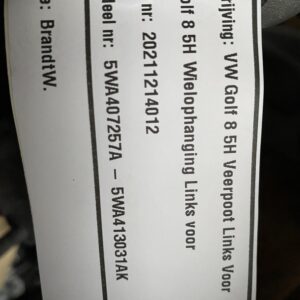 rijving: VW Golf 8 5H Veerpoot Links Voor
olf 8 5H Wielophanging Links voor
nr: 20211214012
deel nr: 5WA407257A – 5WA413031AK
e: BrandtW.